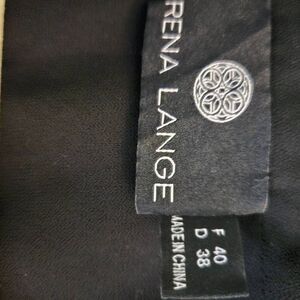 RENA LANGE
F 40
D 38
MADE IN CHINA